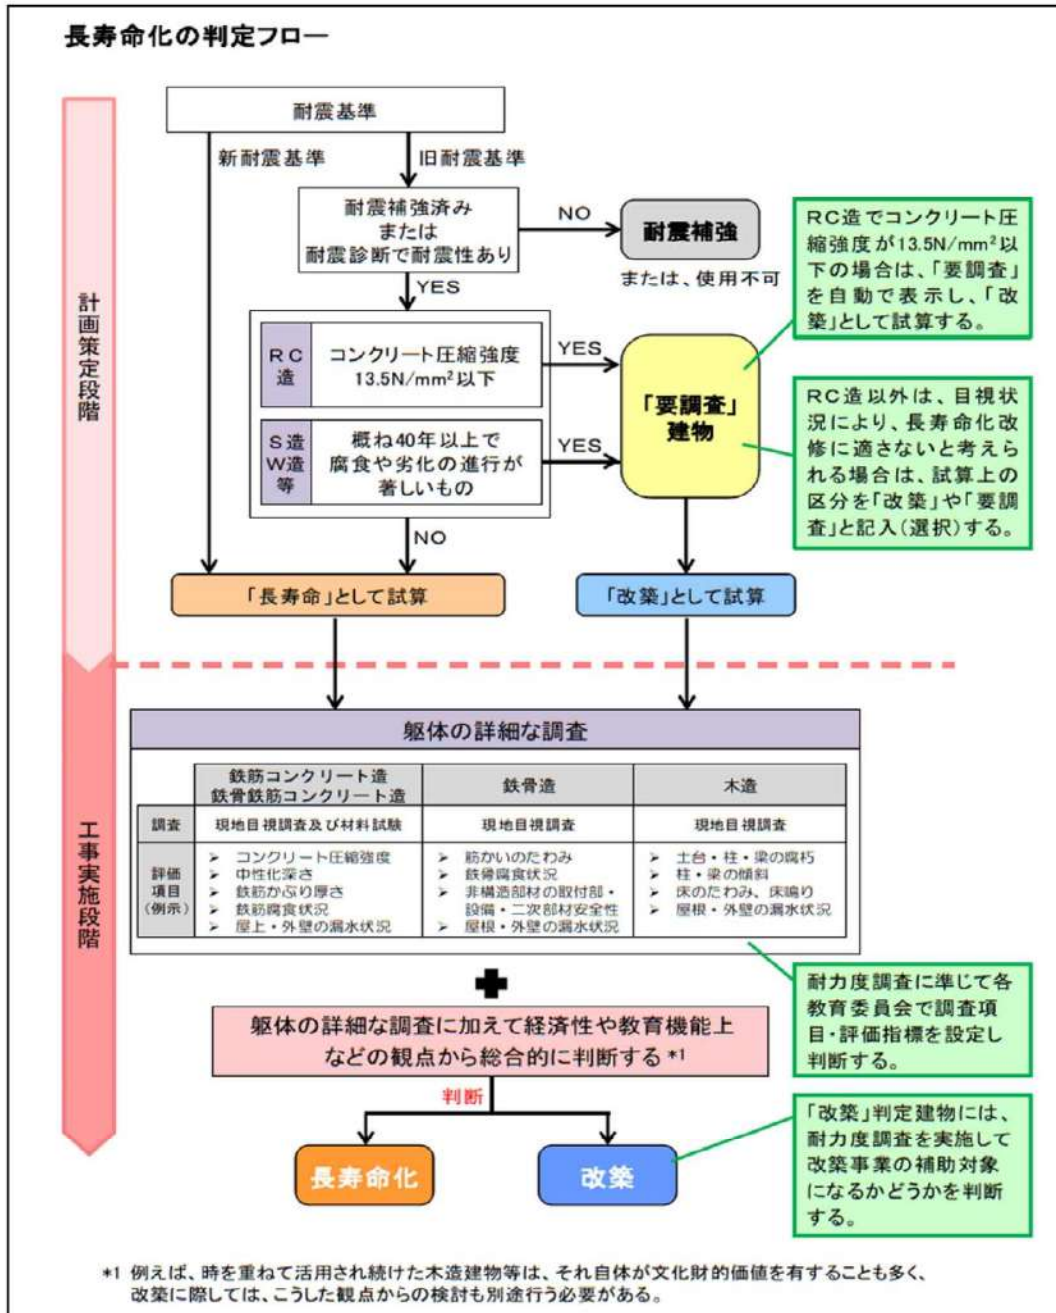 長寿命化の判定フロー
計画策定段階
耐震基準
新耐震基準
旧耐震基準
耐震補強済み
または
耐震診断で耐震性あり
NO
耐震補強
または、使用不可
YES
RC造でコンクリート圧
縮強度が13.5N/mm²以
下の場合は、「要調査」
を自動で表示し、「改
築」として試算する。
RC
造
コンクリート圧縮強度
13.5N/mm²以下
YES
「要調査」
建物
S造
W造
等
概ね40年以上で
腐食や劣化の進行が
著しいもの
YES
RC造以外は、目視状
況により、長寿命化改
修に適さないと考えら
れる場合は、試算上の
区分を「改築」や「要調
査」と記入(選択)する。
NO
「長寿命」として試算
「改築」として試算
工事実施段階
躯体の詳細な調査
鉄筋コンクリート造
鉄骨鉄筋コンクリート造
鉄骨造
木造
調査
現地目視調査及び材料試験
現地目視調査
現地目視調査
評価
項目
(例示)
➢ コンクリート圧縮強度
➢ 中性化深さ
➢ 鉄筋かぶり厚さ
➢ 鉄筋腐食状況
➢ 屋上・外壁の漏水状況
➢ 筋かいのたわみ
➢ 鉄骨腐食状況
➢ 非構造部材の取付部・
設備・二次部材安全性
➢ 屋根・外壁の漏水状況
➢ 土台・柱・梁の腐朽
➢ 柱・梁の傾斜
➢ 床のたわみ、床鳴り
➢ 屋根・外壁の漏水状況
耐力度調査に準じて各
教育委員会で調査項
目・評価指標を設定し
判断する。
躯体の詳細な調査に加えて経済性や教育機能上
などの観点から総合的に判断する*1
判断
長寿命化
改築
「改築」判定建物には、
耐力度調査を実施して
改築事業の補助対象
になるかどうかを判断
する。
*1 例えば、時を重ねて活用され続けた木造建物等は、それ自体が文化財的価値を有することも多く、
改築に際しては、こうした観点からの検討も別途行う必要がある。